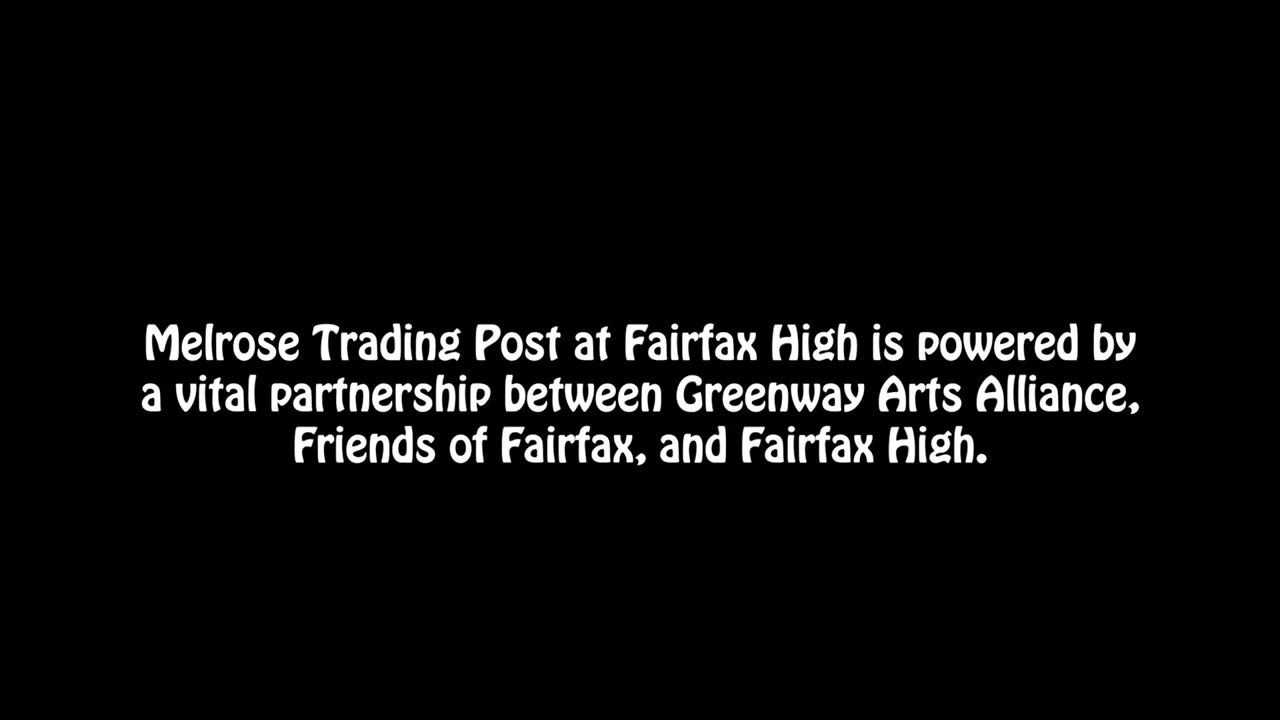 Melrose Trading Post at Fairfax High is powered by
a vital partnership between Greenway Arts Alliance,
Friends of Fairfax, and Fairfax High.